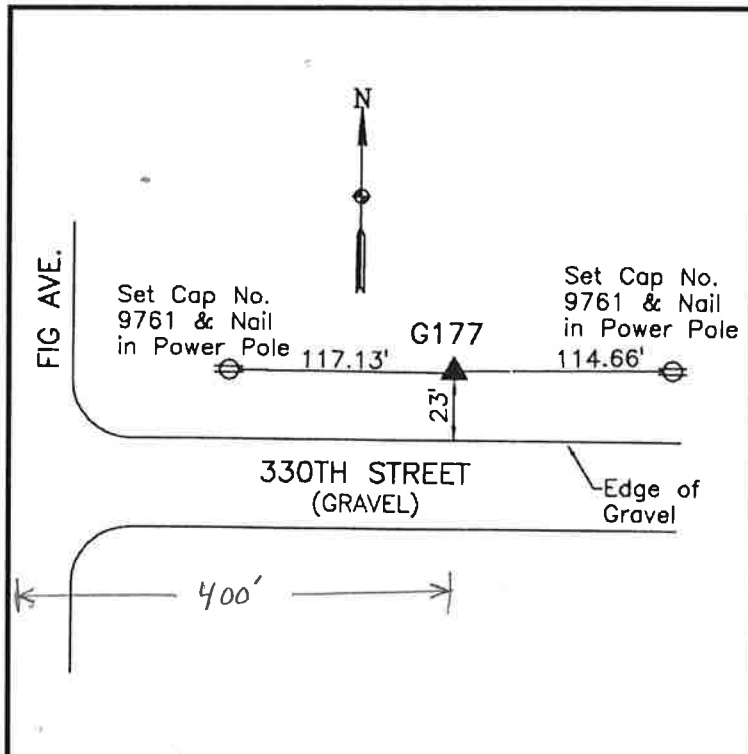 N
FIG AVE.
Set Cap No.
9761 & Nail
in Power Pole
G177
Set Cap No.
9761 & Nail
in Power Pole
117.13'
114.66'
23'
330TH STREET
(GRAVEL)
Edge of
Gravel
400'